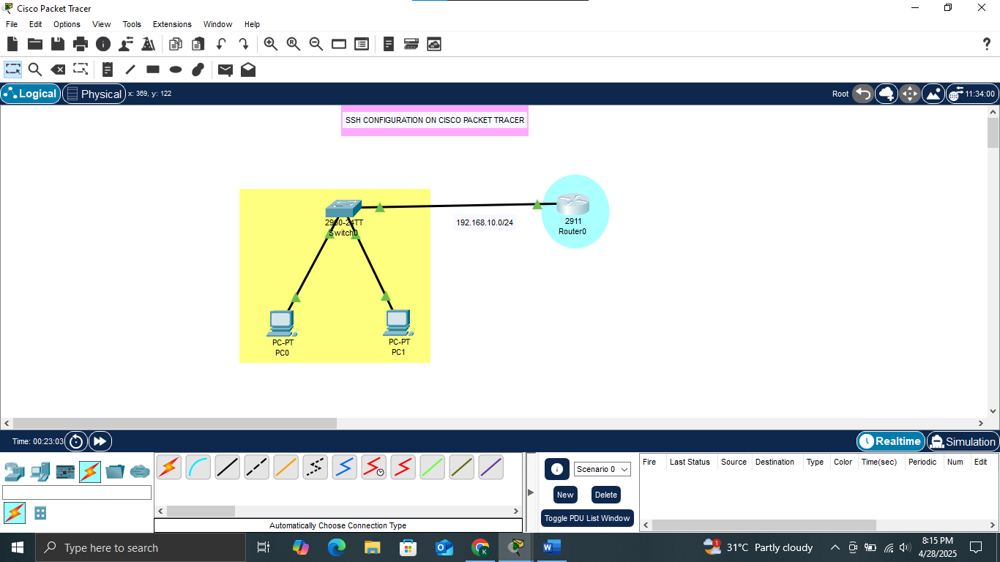 Cisco Packet Tracer
File Edit Options View Tools Extensions Window Help
Logical Physical x: 369, y: 122 Root 11:34:00
SSH CONFIGURATION ON CISCO PACKET TRACER
2960-24TT
Switch0
192.168.10.0/24
2911
Router0
PC-PT
PC0
PC-PT
PC1
Time: 00:23:03 Realtime Simulation
Scenario 0
New Delete
Toggle PDU List Window
Fire Last Status Source Destination Type Color Time(sec) Periodic Num Edit
Automatically Choose Connection Type
Type here to search
31°C Partly cloudy
8:15 PM
4/28/2025